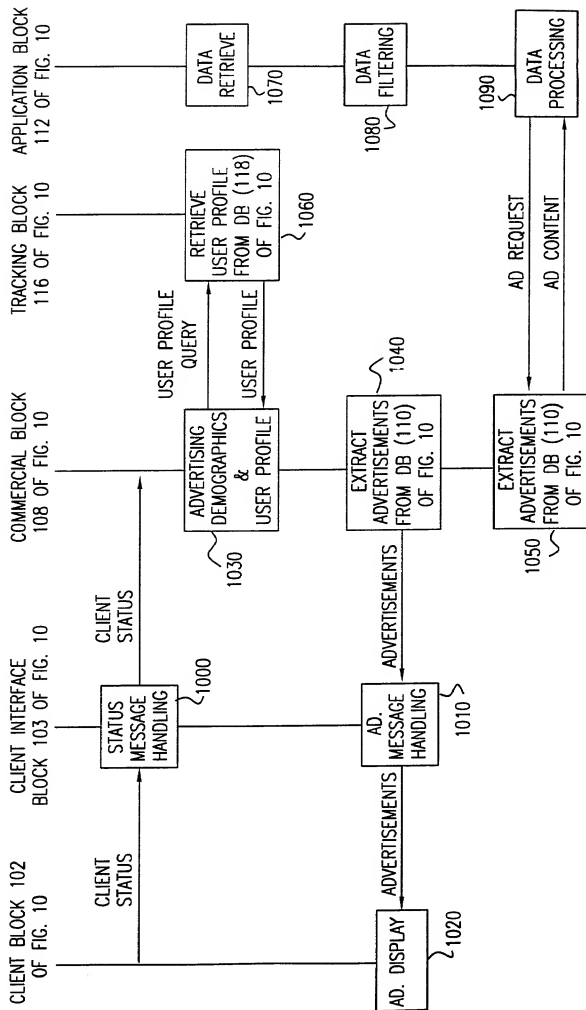 CLIENT BLOCK 102
OF FIG. 10
CLIENT INTERFACE
BLOCK 103 OF FIG. 10
COMMERCIAL BLOCK
108 OF FIG. 10
TRACKING BLOCK
116 OF FIG. 10
APPLICATION BLOCK
112 OF FIG. 10
CLIENT
STATUS
STATUS
MESSAGE
HANDLING
1000
CLIENT
STATUS
ADVERTISING
DEMOGRAPHICS
&
USER PROFILE
1030
USER PROFILE
QUERY
USER PROFILE
RETRIEVE
USER PROFILE
FROM DB (118)
OF FIG. 10
1060
DATA
RETRIEVE
1070
DATA
FILTERING
1080
AD. DISPLAY
1020
ADVERTISEMENTS
AD.
MESSAGE
HANDLING
1010
ADVERTISEMENTS
EXTRACT
ADVERTISEMENTS
FROM DB (110)
OF FIG. 10
1040
EXTRACT
ADVERTISEMENTS
FROM DB (110)
OF FIG. 10
1050
AD REQUEST
AD CONTENT
DATA
PROCESSING
1090